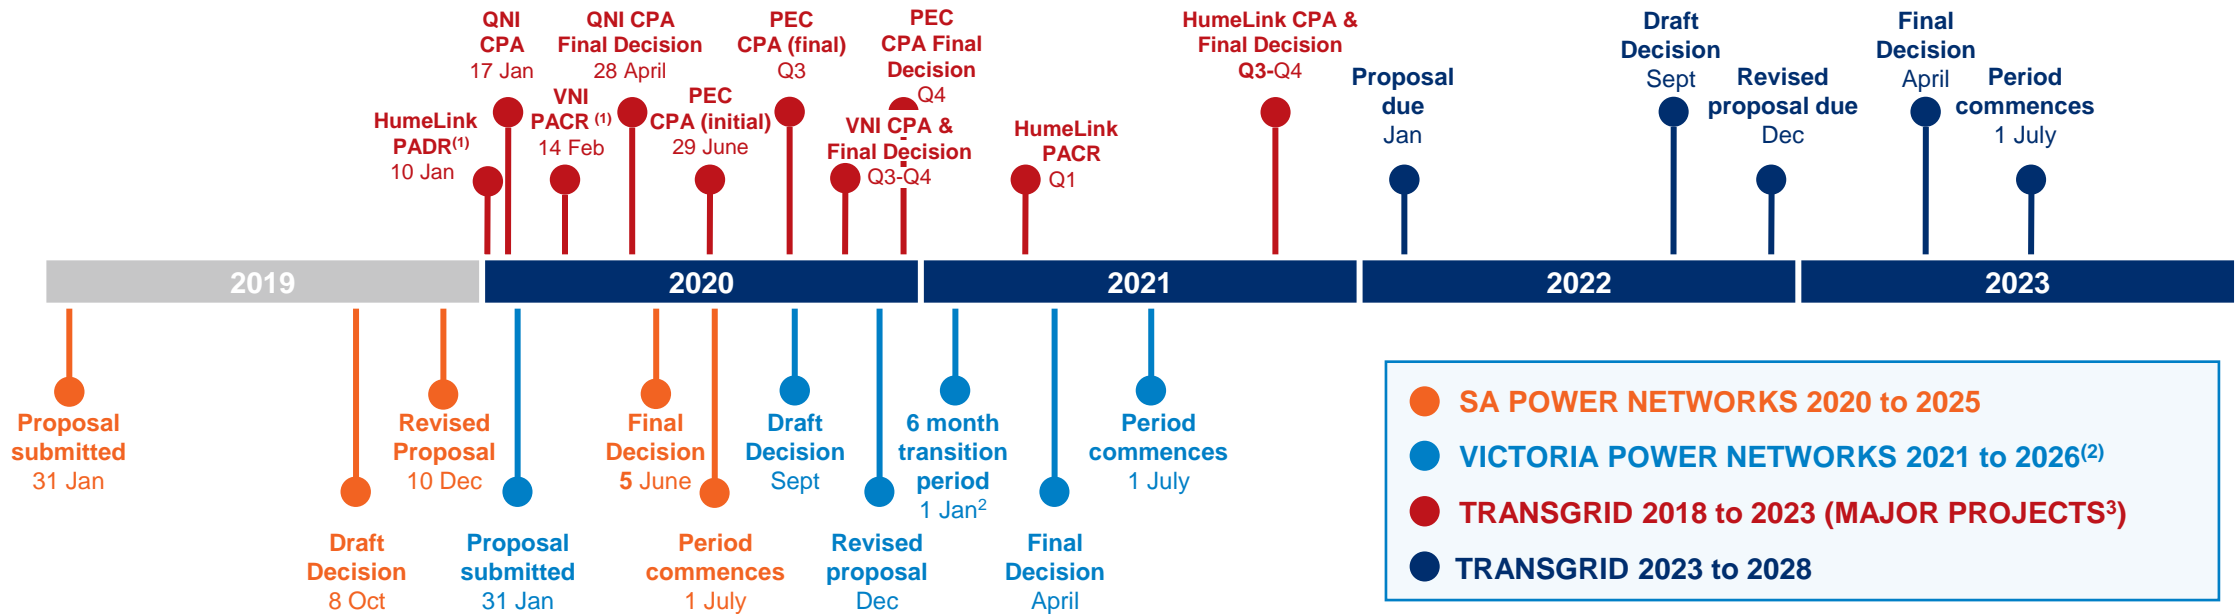 QNI
CPA
17 Jan
QNI CPA
Final Decision
28 April
PEC
CPA (final)
Q3
PEC
CPA Final
Decision
Q4
HumeLink CPA &
Final Decision
Q3-Q4
Draft
Decision
Sept
Final
Decision
April
HumeLink
PADR(1)
10 Jan
VNI
PACR (1)
14 Feb
PEC
CPA (initial)
29 June
VNI CPA &
Final Decision
Q3-Q4
HumeLink
PACR
Q1
Proposal
due
Jan
Revised
proposal due
Dec
Period
commences
1 July
2019
2020
2021
2022
2023
Proposal
submitted
31 Jan
Revised
Proposal
10 Dec
Final
Decision
5 June
Draft
Decision
Sept
6 month
transition
period
1 Jan2
Period
commences
1 July
Draft
Decision
8 Oct
Proposal
submitted
31 Jan
Period
commences
1 July
Revised
proposal
Dec
Final
Decision
April
SA POWER NETWORKS 2020 to 2025
VICTORIA POWER NETWORKS 2021 to 2026(2)
TRANSGRID 2018 to 2023 (MAJOR PROJECTS3)
TRANSGRID 2023 to 2028